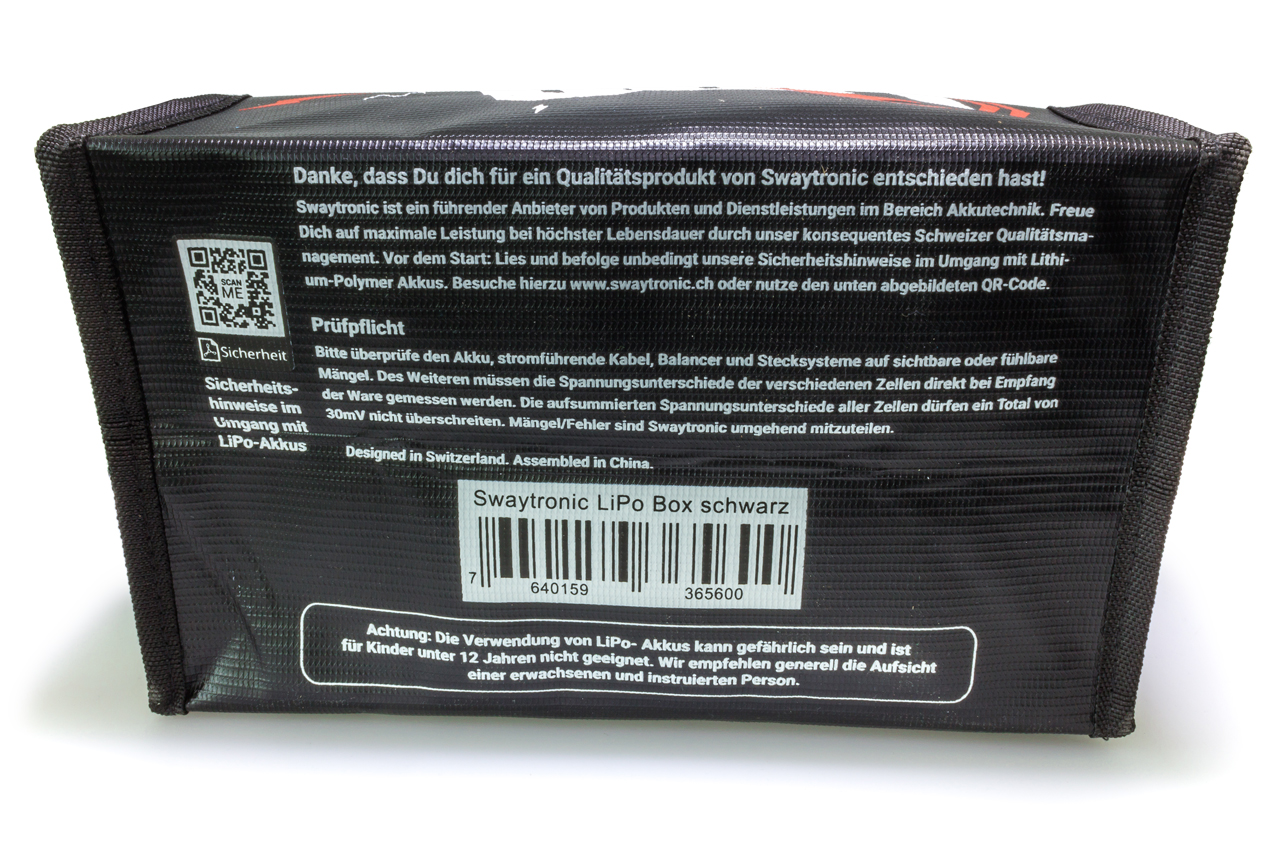 Danke, dass Du dich für ein Qualitätsprodukt von Swaytronic entschieden hast!
Swaytronic ist ein führender Anbieter von Produkten und Dienstleistungen im Bereich Akkutechnik. Freue
Dich auf maximale Leistung bei höchster Lebensdauer durch unser konsequentes Schweizer Qualitätsma-
nagement. Vor dem Start: Lies und befolge unbedingt unsere Sicherheitshinweise im Umgang mit Lithi-
um-Polymer Akkus. Besuche hierzu www.swaytronic.ch oder nutze den unten abgebildeten QR-Code.
SCAN
ME
Sicherheit
Sicherheits-
hinweise im
Umgang mit
LiPo-Akkus
Prüfpflicht
Bitte überprüfe den Akku, stromführende Kabel, Balancer und Stecksysteme auf sichtbare oder fühlbare
Mängel. Des Weiteren müssen die Spannungsunterschiede der verschiedenen Zellen direkt bei Empfang
der Ware gemessen werden. Die aufsummierten Spannungsunterschiede aller Zellen dürfen ein Total von
30mV nicht überschreiten. Mängel/Fehler sind Swaytronic umgehend mitzuteilen.
Designed in Switzerland. Assembled in China.
Swaytronic LiPo Box schwarz
7 640159 365600
Achtung: Die Verwendung von LiPo- Akkus kann gefährlich sein und ist
für Kinder unter 12 Jahren nicht geeignet. Wir empfehlen generell die Aufsicht
einer erwachsenen und instruierten Person.